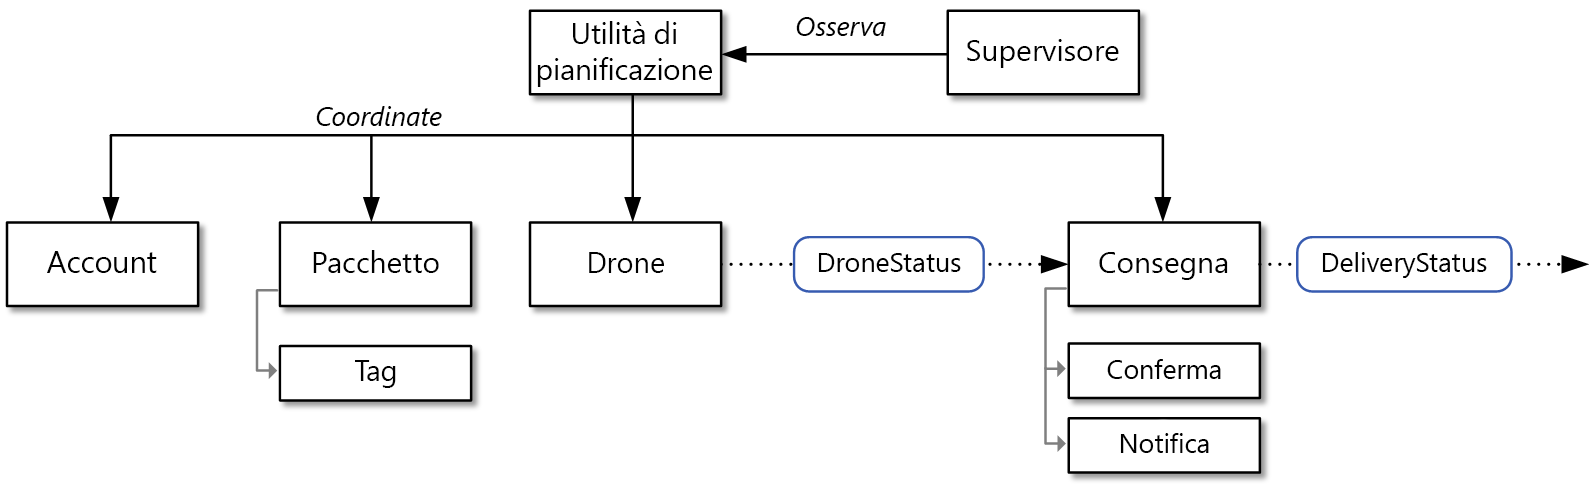 Utilità di
pianificazione
Osserva
Supervisore
Coordinate
Account
Pacchetto
Drone
DroneStatus
Consegna
DeliveryStatus
Tag
Conferma
Notifica